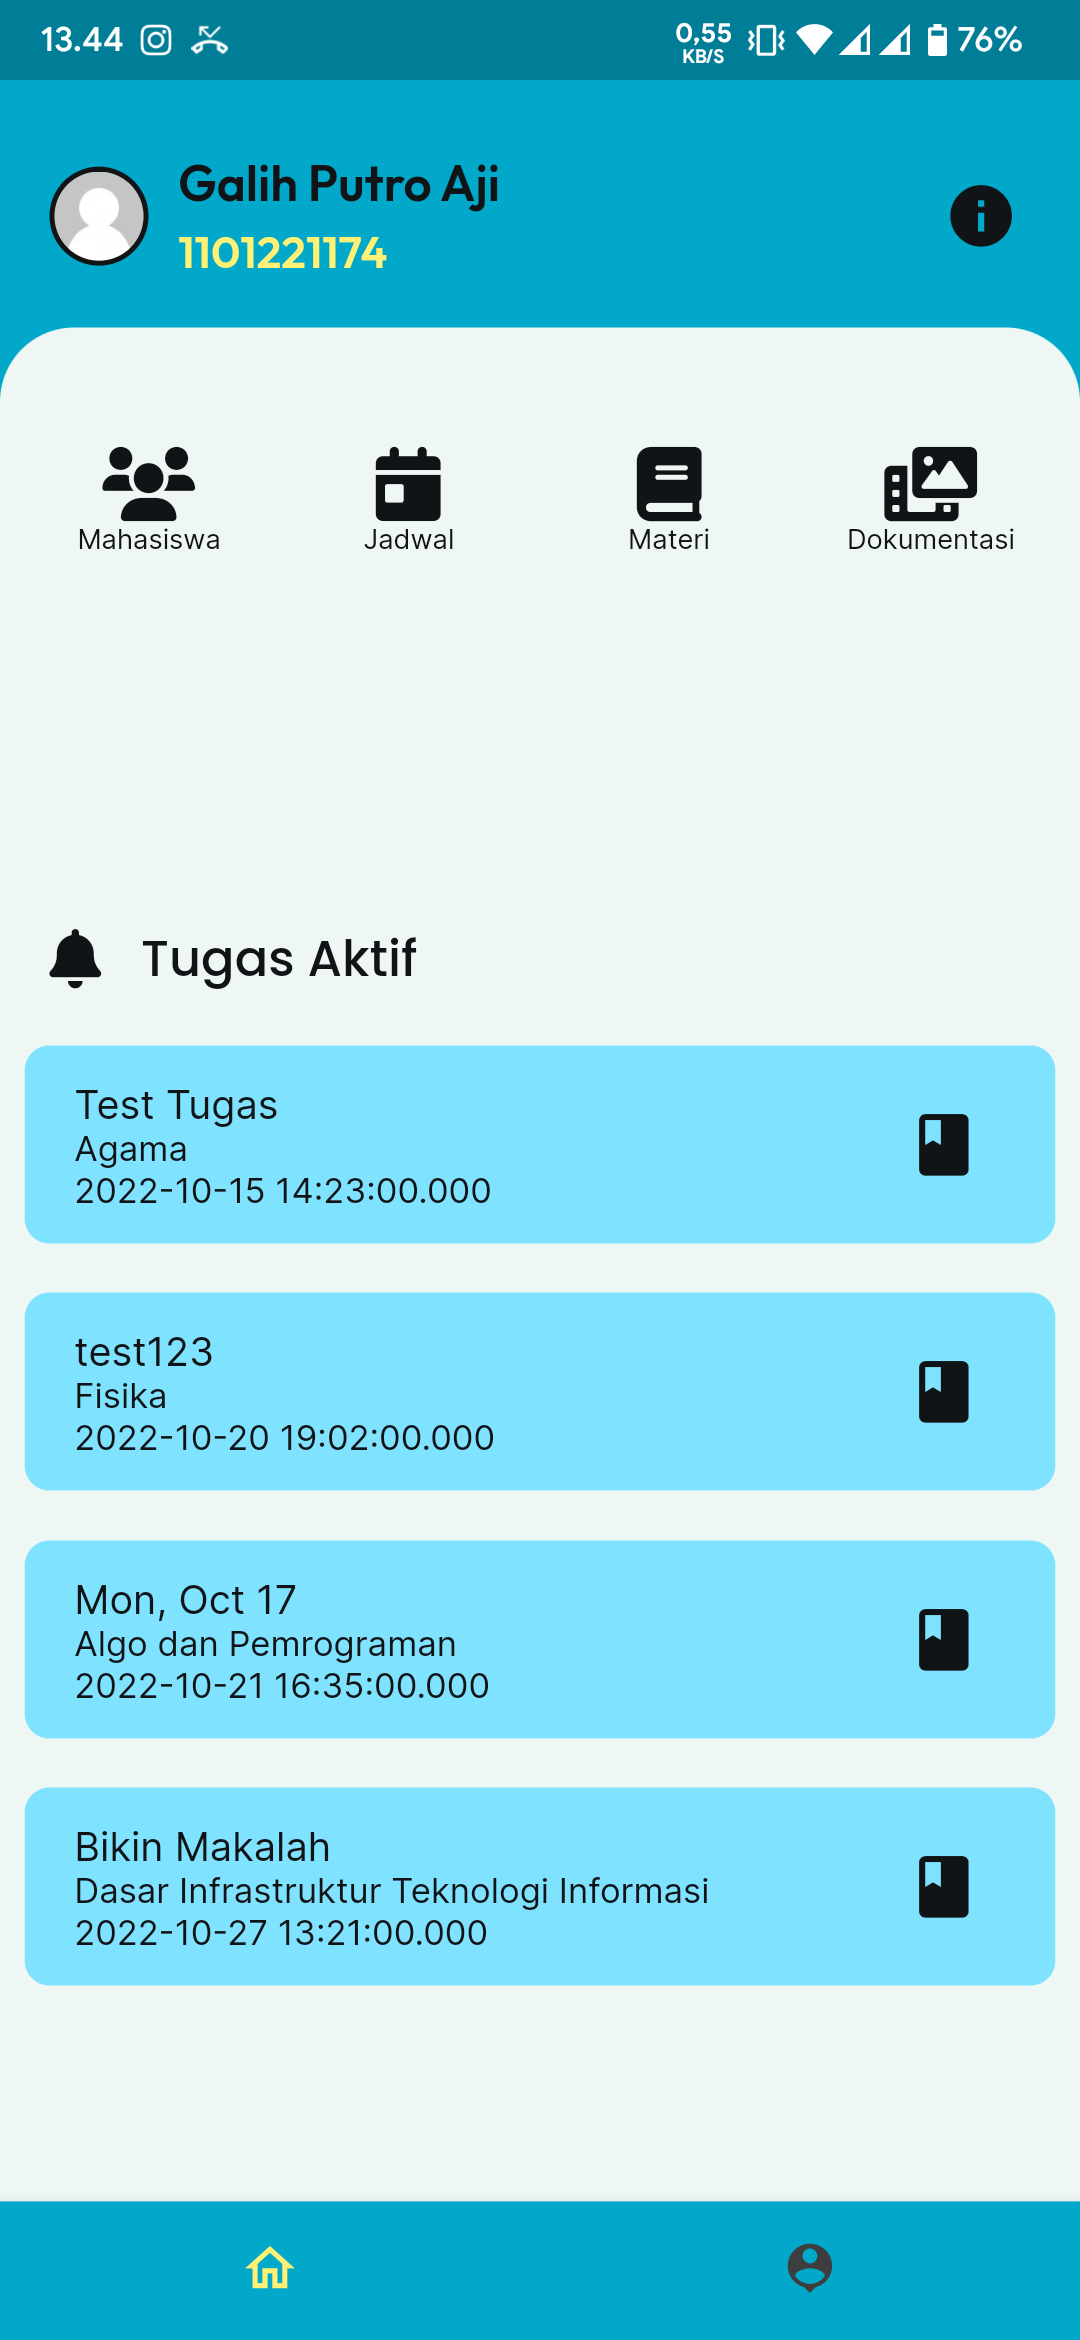 13.44
0,55
KB/S
76%
Galih Putro Aji
1101221174
Mahasiswa
Jadwal
Materi
Dokumentasi
Tugas Aktif
Test Tugas
Agama
2022-10-15 14:23:00.000
test123
Fisika
2022-10-20 19:02:00.000
Mon, Oct 17
Algo dan Pemrograman
2022-10-21 16:35:00.000
Bikin Makalah
Dasar Infrastruktur Teknologi Informasi
2022-10-27 13:21:00.000